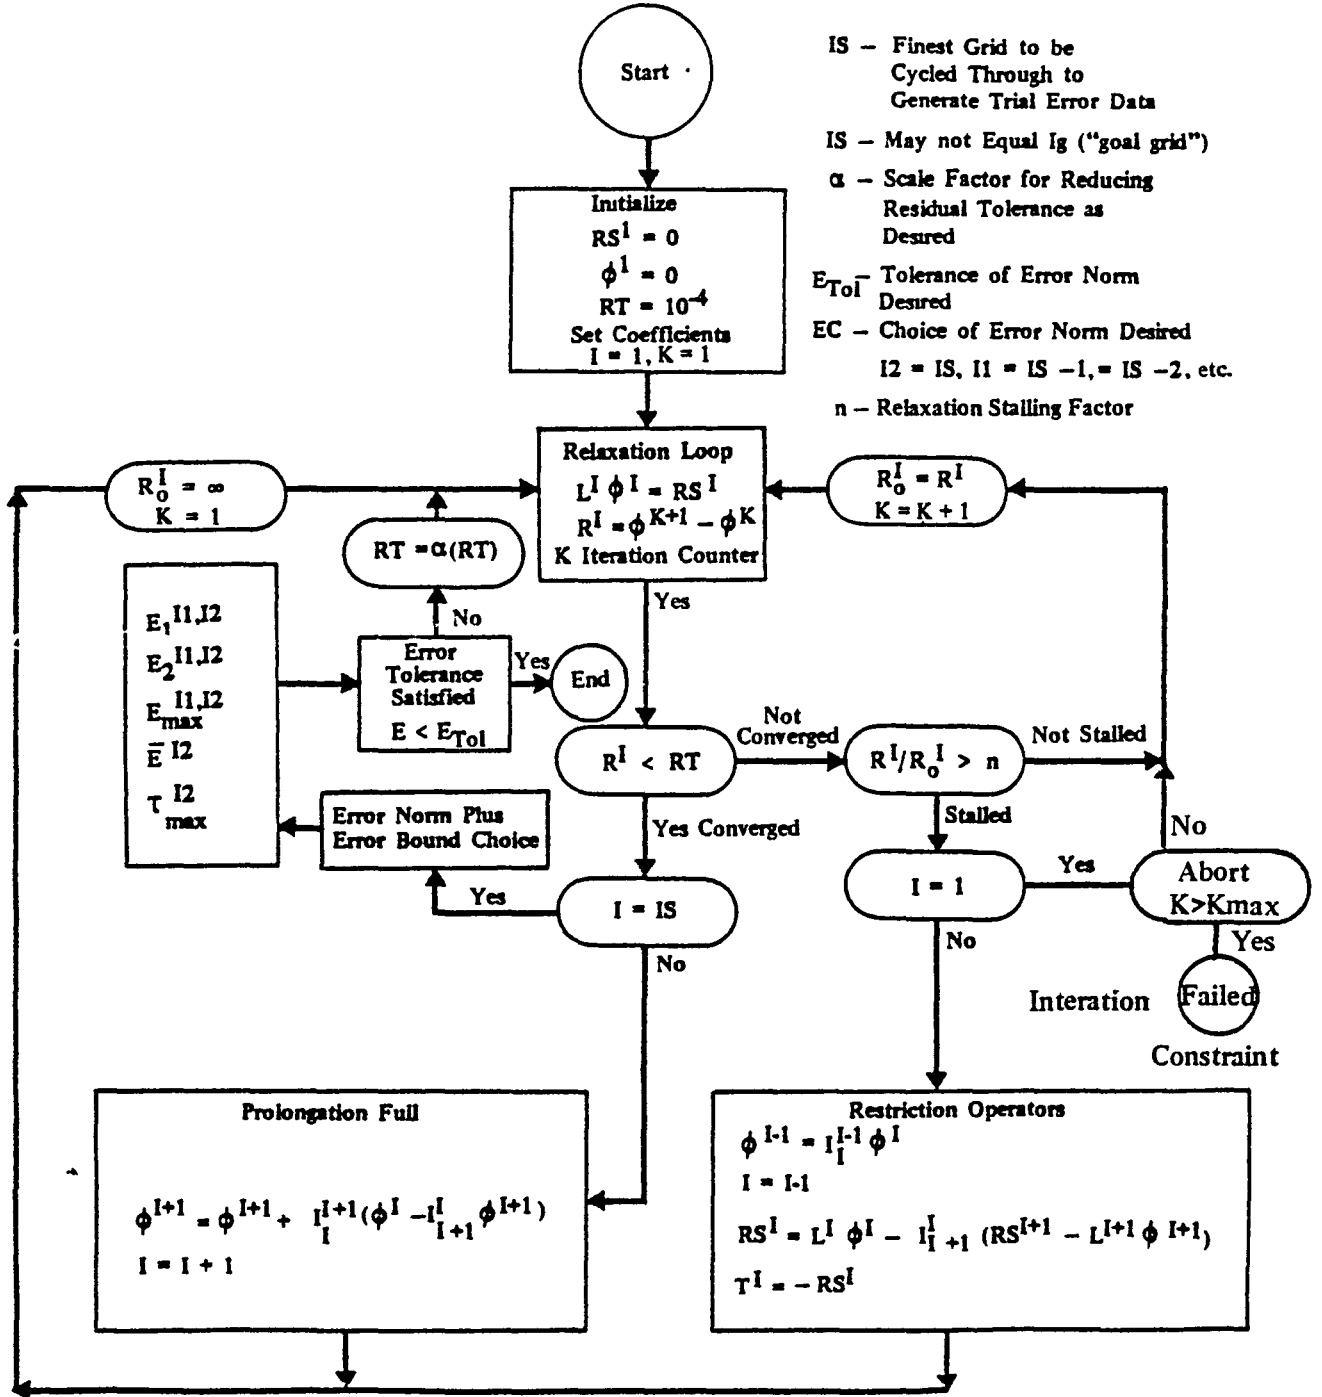 Start
IS – Finest Grid to be
Cycled Through to
Generate Trial Error Data
IS – May not Equal Ig ("goal grid")
α – Scale Factor for Reducing
Residual Tolerance as
Desired
E_Tol – Tolerance of Error Norm
Desired
EC – Choice of Error Norm Desired
I2 = IS, I1 = IS -1,= IS -2, etc.
n – Relaxation Stalling Factor
Initialize
RS^1 = 0
ϕ^1 = 0
RT = 10^-4
Set Coefficients
I = 1, K = 1
Relaxation Loop
L^I ϕ^I = RS^I
R^I = ϕ^K+1 – ϕ^K
K Iteration Counter
R_o^I = ∞
K = 1
R_o^I = R^I
K = K + 1
RT = α(RT)
No
Yes
E_1^I1,I2
E_2^I1,I2
E_max^I1,I2
Ē^I2
τ_max^I2
Error
Tolerance
Satisfied
E < E_Tol
Yes
End
R^I < RT
Not
Converged
R^I/R_o^I > n
Not Stalled
Error Norm Plus
Error Bound Choice
Yes Converged
Stalled
No
Yes
I = IS
I = 1
Yes
Abort
K>Kmax
No
No
Yes
Interation
Failed
Constraint
Prolongation Full
ϕ^I+1 = ϕ^I+1 + I_I^I+1 (ϕ^I – I_I+1^I ϕ^I+1)
I = I + 1
Restriction Operators
ϕ^I-1 = I_I^I-1 ϕ^I
I = I-1
RS^I = L^I ϕ^I – I_I+1^I (RS^I+1 – L^I+1 ϕ^I+1)
T^I = – RS^I